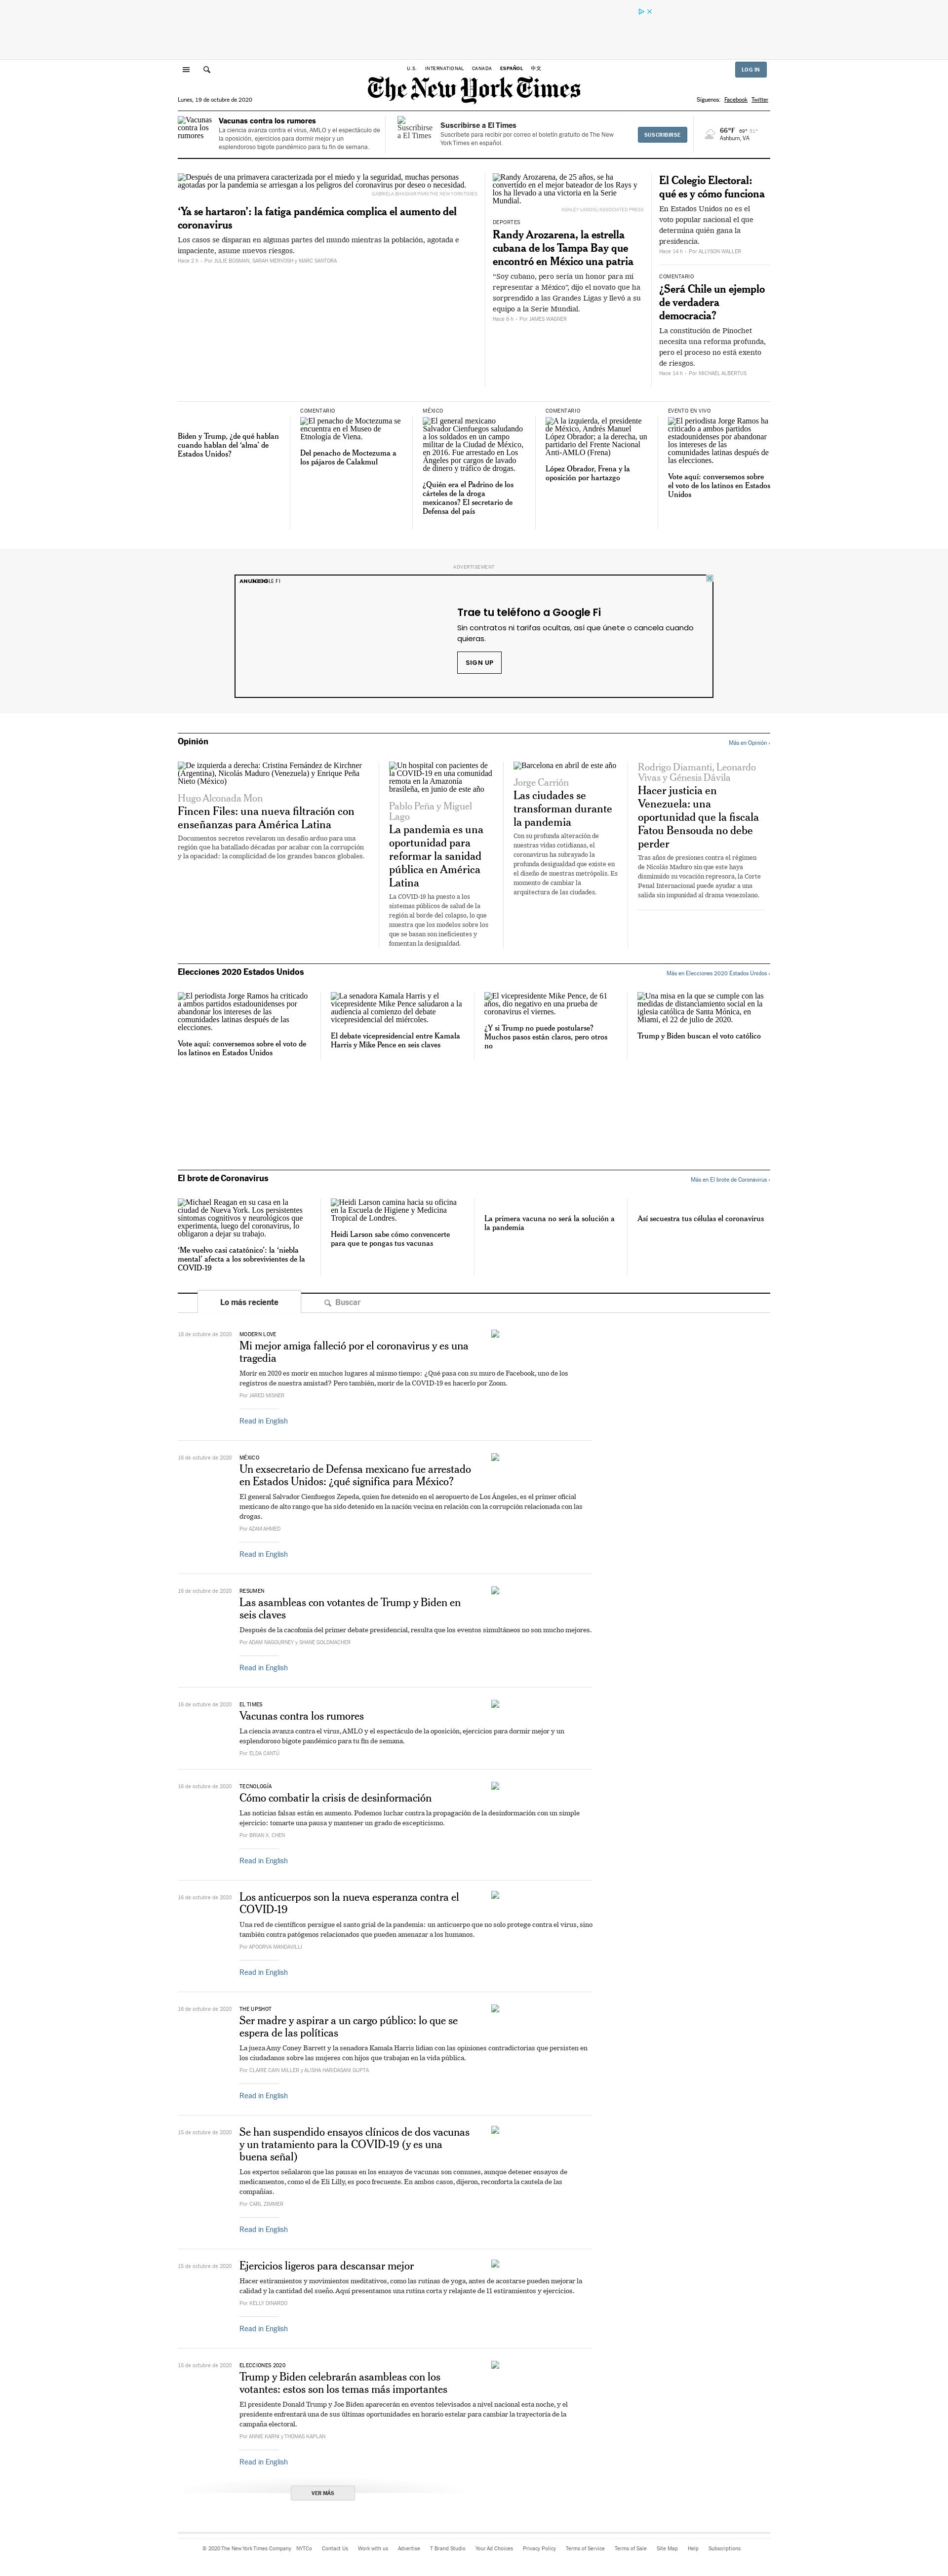 U.S.
INTERNATIONAL
CANADA
ESPAÑOL
中文
LOG IN
The New York Times
Lunes, 19 de octubre de 2020
Síguenos:
Facebook
Twitter
Vacunas contra los rumores
Vacunas contra los rumores
La ciencia avanza contra el virus, AMLO y el espectáculo de
la oposición, ejercicios para dormir mejor y un
esplendoroso bigote pandémico para tu fin de semana.
Suscribirse a El Times
Suscribirse a El Times
Suscríbete para recibir por correo el boletín gratuito de The New
York Times en español.
SUSCRIBIRSE
66°F 69° 51°
Ashburn, VA
Después de una primavera caracterizada por el miedo y la seguridad, muchas personas
agotadas por la pandemia se arriesgan a los peligros del coronavirus por deseo o necesidad.
GABRIELA BHASKAR PARA THE NEW YORK TIMES
‘Ya se hartaron’: la fatiga pandémica complica el aumento del
coronavirus
Los casos se disparan en algunas partes del mundo mientras la población, agotada e
impaciente, asume nuevos riesgos.
Hace 2 h - Por JULIE BOSMAN, SARAH MERVOSH y MARC SANTORA
Randy Arozarena, de 25 años, se ha
convertido en el mejor bateador de los Rays y
los ha llevado a una victoria en la Serie
Mundial.
ASHLEY LANDIS/ASSOCIATED PRESS
DEPORTES
Randy Arozarena, la estrella
cubana de los Tampa Bay que
encontró en México una patria
“Soy cubano, pero sería un honor para mí
representar a México”, dijo el novato que ha
sorprendido a las Grandes Ligas y llevó a su
equipo a la Serie Mundial.
Hace 6 h - Por JAMES WAGNER
El Colegio Electoral:
qué es y cómo funciona
En Estados Unidos no es el
voto popular nacional el que
determina quién gana la
presidencia.
Hace 14 h - Por ALLYSON WALLER
COMENTARIO
¿Será Chile un ejemplo
de verdadera
democracia?
La constitución de Pinochet
necesita una reforma profunda,
pero el proceso no está exento
de riesgos.
Hace 14 h - Por MICHAEL ALBERTUS
Biden y Trump, ¿de qué hablan
cuando hablan del ‘alma’ de
Estados Unidos?
COMENTARIO
El penacho de Moctezuma se
encuentra en el Museo de
Etnología de Viena.
Del penacho de Moctezuma a
los pájaros de Calakmul
MÉXICO
El general mexicano
Salvador Cienfuegos saludando
a los soldados en un campo
militar de la Ciudad de México,
en 2016. Fue arrestado en Los
Ángeles por cargos de lavado
de dinero y tráfico de drogas.
¿Quién era el Padrino de los
cárteles de la droga
mexicanos? El secretario de
Defensa del país
COMENTARIO
A la izquierda, el presidente
de México, Andrés Manuel
López Obrador; a la derecha, un
partidario del Frente Nacional
Anti-AMLO (Frena)
López Obrador, Frena y la
oposición por hartazgo
EVENTO EN VIVO
El periodista Jorge Ramos ha
criticado a ambos partidos
estadounidenses por abandonar
los intereses de las
comunidades latinas después de
las elecciones.
Vote aquí: conversemos sobre
el voto de los latinos en Estados
Unidos
ADVERTISEMENT
ANUNCIO
Trae tu teléfono a Google Fi
Sin contratos ni tarifas ocultas, así que únete o cancela cuando
quieras.
SIGN UP
Opinión
Más en Opinión ›
De izquierda a derecha: Cristina Fernández de Kirchner
(Argentina), Nicolás Maduro (Venezuela) y Enrique Peña
Nieto (México)
Hugo Alconada Mon
Fincen Files: una nueva filtración con
enseñanzas para América Latina
Documentos secretos revelaron un desafío arduo para una
región que ha batallado décadas por acabar con la corrupción
y la opacidad: la complicidad de los grandes bancos globales.
Un hospital con pacientes de
la COVID-19 en una comunidad
remota en la Amazonía
brasileña, en junio de este año
Pablo Peña y Miguel
Lago
La pandemia es una
oportunidad para
reformar la sanidad
pública en América
Latina
La COVID-19 ha puesto a los
sistemas públicos de salud de la
región al borde del colapso, lo que
muestra que los modelos sobre los
que se basan son ineficientes y
fomentan la desigualdad.
Barcelona en abril de este año
Jorge Carrión
Las ciudades se
transforman durante
la pandemia
Con su profunda alteración de
nuestras vidas cotidianas, el
coronavirus ha subrayado la
profunda desigualdad que existe en
el diseño de nuestras metrópolis. Es
momento de cambiar la
arquitectura de las ciudades.
Rodrigo Diamanti, Leonardo
Vivas y Génesis Dávila
Hacer justicia en
Venezuela: una
oportunidad que la fiscala
Fatou Bensouda no debe
perder
Tras años de presiones contra el régimen
de Nicolás Maduro sin que este haya
disminuido su vocación represora, la Corte
Penal Internacional puede ayudar a una
salida sin impunidad al drama venezolano.
Elecciones 2020 Estados Unidos
Más en Elecciones 2020 Estados Unidos ›
El periodista Jorge Ramos ha criticado
a ambos partidos estadounidenses por
abandonar los intereses de las
comunidades latinas después de las
elecciones.
Vote aquí: conversemos sobre el voto de
los latinos en Estados Unidos
La senadora Kamala Harris y el
vicepresidente Mike Pence saludaron a la
audiencia al comienzo del debate
vicepresidencial del miércoles.
El debate vicepresidencial entre Kamala
Harris y Mike Pence en seis claves
El vicepresidente Mike Pence, de 61
años, dio negativo en una prueba de
coronavirus el viernes.
¿Y si Trump no puede postularse?
Muchos pasos están claros, pero otros
no
Una misa en la que se cumple con las
medidas de distanciamiento social en la
iglesia católica de Santa Mónica, en
Miami, el 22 de julio de 2020.
Trump y Biden buscan el voto católico
El brote de Coronavirus
Más en El brote de Coronavirus ›
Michael Reagan en su casa en la
ciudad de Nueva York. Los persistentes
síntomas cognitivos y neurológicos que
experimenta, luego del coronavirus, lo
obligaron a dejar su trabajo.
‘Me vuelvo casi catatónico’: la ‘niebla
mental’ afecta a los sobrevivientes de la
COVID-19
Heidi Larson camina hacia su oficina
en la Escuela de Higiene y Medicina
Tropical de Londres.
Heidi Larson sabe cómo convencerte
para que te pongas tus vacunas
La primera vacuna no será la solución a
la pandemia
Así secuestra tus células el coronavirus
Lo más reciente
Buscar
18 de octubre de 2020
MODERN LOVE
Mi mejor amiga falleció por el coronavirus y es una
tragedia
Morir en 2020 es morir en muchos lugares al mismo tiempo: ¿Qué pasa con su muro de Facebook, uno de los
registros de nuestra amistad? Pero también, morir de la COVID-19 es hacerlo por Zoom.
Por JARED MISNER
Read in English
16 de octubre de 2020
MÉXICO
Un exsecretario de Defensa mexicano fue arrestado
en Estados Unidos: ¿qué significa para México?
El general Salvador Cienfuegos Zepeda, quien fue detenido en el aeropuerto de Los Ángeles, es el primer oficial
mexicano de alto rango que ha sido detenido en la nación vecina en relación con la corrupción relacionada con las
drogas.
Por AZAM AHMED
Read in English
16 de octubre de 2020
RESUMEN
Las asambleas con votantes de Trump y Biden en
seis claves
Después de la cacofonía del primer debate presidencial, resulta que los eventos simultáneos no son mucho mejores.
Por ADAM NAGOURNEY y SHANE GOLDMACHER
Read in English
16 de octubre de 2020
EL TIMES
Vacunas contra los rumores
La ciencia avanza contra el virus, AMLO y el espectáculo de la oposición, ejercicios para dormir mejor y un
esplendoroso bigote pandémico para tu fin de semana.
Por ELDA CANTÚ
16 de octubre de 2020
TECNOLOGÍA
Cómo combatir la crisis de desinformación
Las noticias falsas están en aumento. Podemos luchar contra la propagación de la desinformación con un simple
ejercicio: tomarte una pausa y mantener un grado de escepticismo.
Por BRIAN X. CHEN
Read in English
16 de octubre de 2020
Los anticuerpos son la nueva esperanza contra el
COVID-19
Una red de científicos persigue el santo grial de la pandemia: un anticuerpo que no solo protege contra el virus, sino
también contra patógenos relacionados que pueden amenazar a los humanos.
Por APOORVA MANDAVILLI
Read in English
16 de octubre de 2020
THE UPSHOT
Ser madre y aspirar a un cargo público: lo que se
espera de las políticas
La jueza Amy Coney Barrett y la senadora Kamala Harris lidian con las opiniones contradictorias que persisten en
los ciudadanos sobre las mujeres con hijos que trabajan en la vida pública.
Por CLAIRE CAIN MILLER y ALISHA HARIDASANI GUPTA
Read in English
15 de octubre de 2020
Se han suspendido ensayos clínicos de dos vacunas
y un tratamiento para la COVID-19 (y es una
buena señal)
Los expertos señalaron que las pausas en los ensayos de vacunas son comunes, aunque detener ensayos de
medicamentos, como el de Eli Lilly, es poco frecuente. En ambos casos, dijeron, reconforta la cautela de las
compañías.
Por CARL ZIMMER
Read in English
15 de octubre de 2020
Ejercicios ligeros para descansar mejor
Hacer estiramientos y movimientos meditativos, como las rutinas de yoga, antes de acostarse pueden mejorar la
calidad y la cantidad del sueño. Aquí presentamos una rutina corta y relajante de 11 estiramientos y ejercicios.
Por KELLY DINARDO
Read in English
15 de octubre de 2020
ELECCIONES 2020
Trump y Biden celebrarán asambleas con los
votantes: estos son los temas más importantes
El presidente Donald Trump y Joe Biden aparecerán en eventos televisados a nivel nacional esta noche, y el
presidente enfrentará una de sus últimas oportunidades en horario estelar para cambiar la trayectoria de la
campaña electoral.
Por ANNIE KARNI y THOMAS KAPLAN
Read in English
VER MÁS
© 2020 The New York Times Company
NYTCo
Contact Us
Work with us
Advertise
T Brand Studio
Your Ad Choices
Privacy Policy
Terms of Service
Terms of Sale
Site Map
Help
Subscriptions